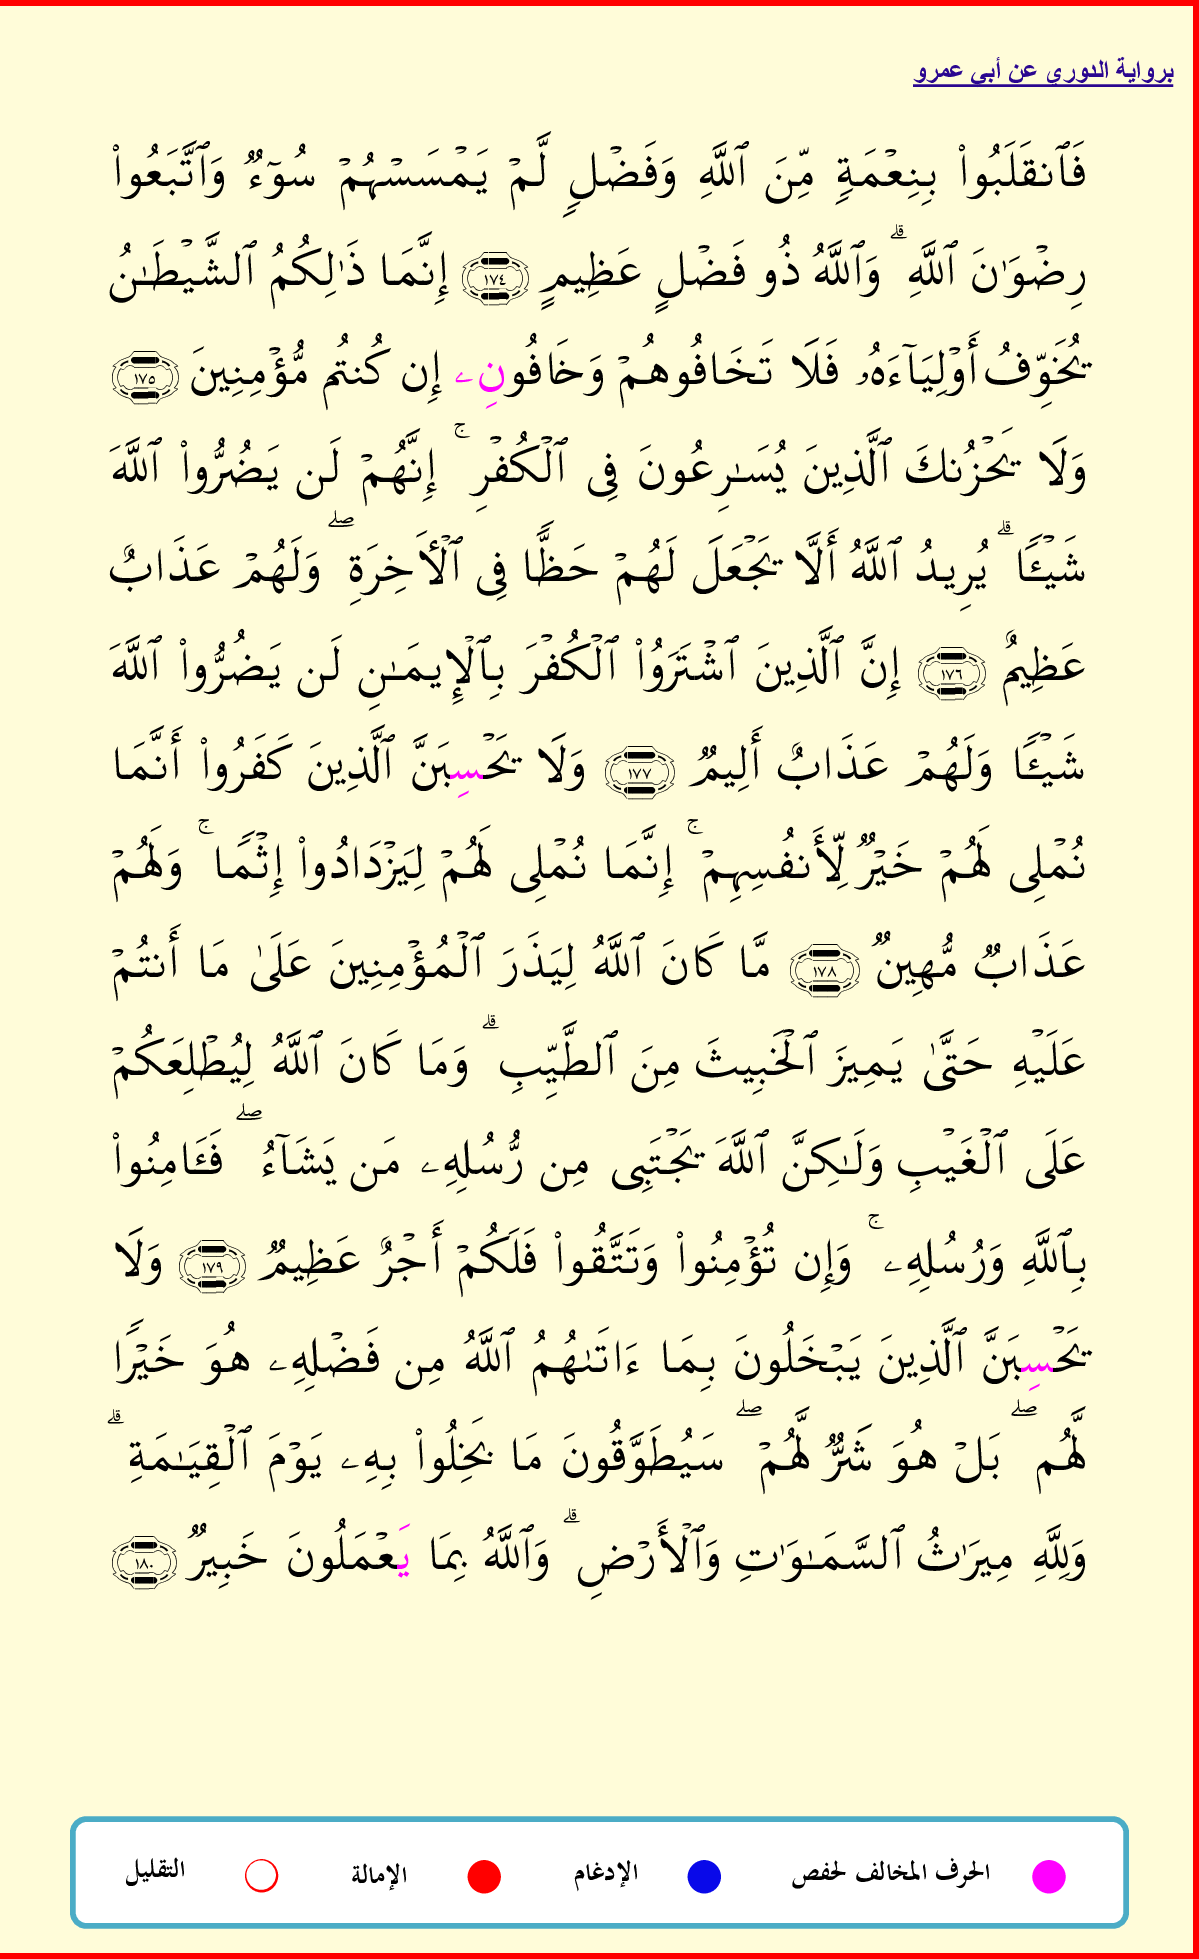 برواية الدوري عن أبي عمرو
فَٱنقَلَبُوا۟ بِنِعۡمَةٖ مِّنَ ٱللَّهِ وَفَضۡلٖ لَّمۡ يَمۡسَسۡهُمۡ سُوٓءٞ وَٱتَّبَعُوا۟
رِضۡوَٰنَ ٱللَّهِۗ وَٱللَّهُ ذُو فَضۡلٍ عَظِيمٍ ١٧٤ إِنَّمَا ذَٰلِكُمُ ٱلشَّيۡطَـٰنُ
يُخَوِّفُ أَوۡلِيَآءَهُۥ فَلَا تَخَافُوهُمۡ وَخَافُونِۦ إِن كُنتُم مُّؤۡمِنِينَ ١٧٥
وَلَا يَحۡزُنكَ ٱلَّذِينَ يُسَـٰرِعُونَ فِى ٱلۡكُفۡرِۚ إِنَّهُمۡ لَن يَضُرُّوا۟ ٱللَّهَ
شَيۡـٔٗاۗ يُرِيدُ ٱللَّهُ أَلَّا يَجۡعَلَ لَهُمۡ حَظّٗا فِى ٱلۡأَخِرَةِۖ وَلَهُمۡ عَذَابٌ
عَظِيمٌ ١٧٦ إِنَّ ٱلَّذِينَ ٱشۡتَرَوُا۟ ٱلۡكُفۡرَ بِٱلۡإِيمَـٰنِ لَن يَضُرُّوا۟ ٱللَّهَ
شَيۡـٔٗا وَلَهُمۡ عَذَابٌ أَلِيمٞ ١٧٧ وَلَا يَحۡسِبَنَّ ٱلَّذِينَ كَفَرُوا۟ أَنَّمَا
نُمۡلِى لَهُمۡ خَيۡرٞ لِّأَنفُسِهِمۡۚ إِنَّمَا نُمۡلِى لَهُمۡ لِيَزۡدَادُوا۟ إِثۡمٗاۚ وَلَهُمۡ
عَذَابٞ مُّهِينٞ ١٧٨ مَّا كَانَ ٱللَّهُ لِيَذَرَ ٱلۡمُؤۡمِنِينَ عَلَىٰ مَا أَنتُمۡ
عَلَيۡهِ حَتَّىٰ يَمِيزَ ٱلۡخَبِيثَ مِنَ ٱلطَّيِّبِۗ وَمَا كَانَ ٱللَّهُ لِيُطۡلِعَكُمۡ
عَلَى ٱلۡغَيۡبِ وَلَـٰكِنَّ ٱللَّهَ يَجۡتَبِى مِن رُّسُلِهِۦ مَن يَشَآءُۖ فَـَٔامِنُوا۟
بِٱللَّهِ وَرُسُلِهِۦۚ وَإِن تُؤۡمِنُوا۟ وَتَتَّقُوا۟ فَلَكُمۡ أَجۡرٌ عَظِيمٞ ١٧٩ وَلَا
يَحۡسِبَنَّ ٱلَّذِينَ يَبۡخَلُونَ بِمَا ءَاتَىٰهُمُ ٱللَّهُ مِن فَضۡلِهِۦ هُوَ خَيۡرٗا
لَّهُمۖ بَلۡ هُوَ شَرّٞ لَّهُمۡۖ سَيُطَوَّقُونَ مَا بَخِلُوا۟ بِهِۦ يَوۡمَ ٱلۡقِيَـٰمَةِۗ
وَلِلَّهِ مِيرَٰثُ ٱلسَّمَـٰوَٰتِ وَٱلۡأَرۡضِۗ وَٱللَّهُ بِمَا يَعۡمَلُونَ خَبِيرٞ ١٨٠
الحرف المخالف لحفص الإدغام الإمالة التقليل